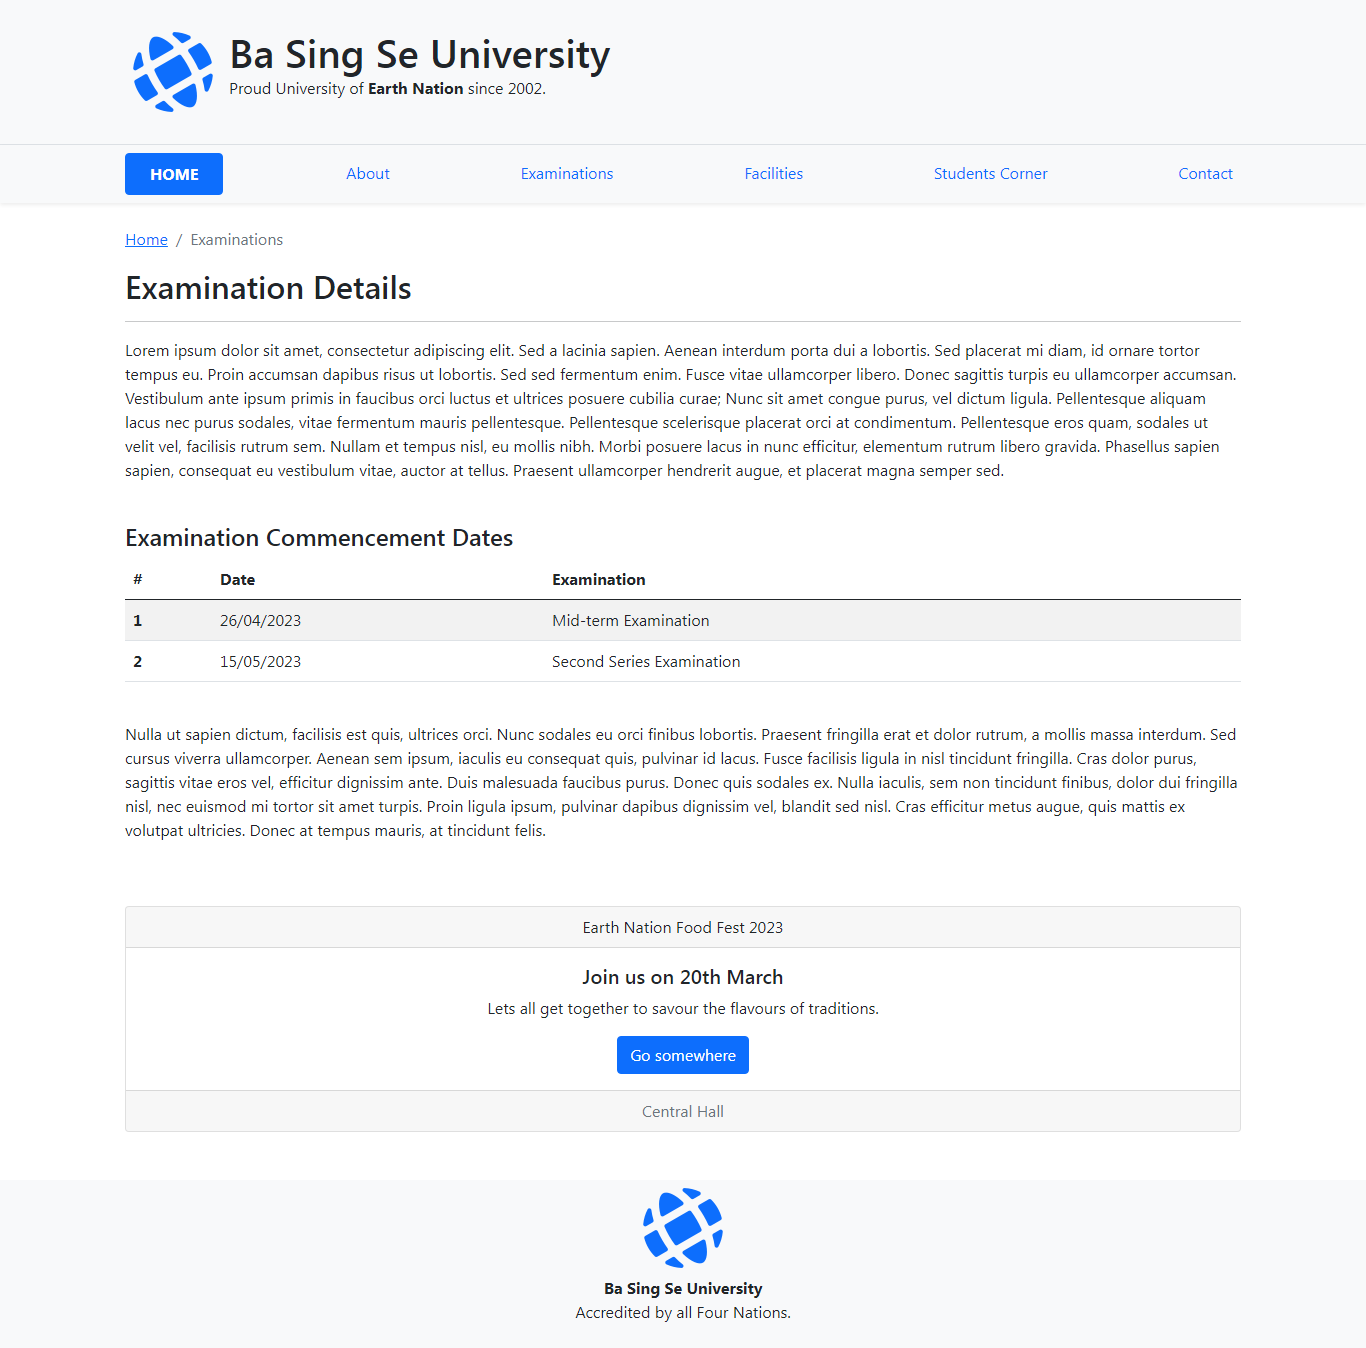 Ba Sing Se University
Proud University of Earth Nation since 2002.
HOME About Examinations Facilities Students Corner Contact
Home / Examinations
Examination Details
Lorem ipsum dolor sit amet, consectetur adipiscing elit. Sed a lacinia sapien. Aenean interdum porta dui a lobortis. Sed placerat mi diam, id ornare tortor
tempus eu. Proin accumsan dapibus risus ut lobortis. Sed sed fermentum enim. Fusce vitae ullamcorper libero. Donec sagittis turpis eu ullamcorper accumsan.
Vestibulum ante ipsum primis in faucibus orci luctus et ultrices posuere cubilia curae; Nunc sit amet congue purus, vel dictum ligula. Pellentesque aliquam
lacus nec purus sodales, vitae fermentum mauris pellentesque. Pellentesque scelerisque placerat orci at condimentum. Pellentesque eros quam, sodales ut
velit vel, facilisis rutrum sem. Nullam et tempus nisl, eu mollis nibh. Morbi posuere lacus in nunc efficitur, elementum rutrum libero gravida. Phasellus sapien
sapien, consequat eu vestibulum vitae, auctor at tellus. Praesent ullamcorper hendrerit augue, et placerat magna semper sed.
Examination Commencement Dates
# Date Examination
1 26/04/2023 Mid-term Examination
2 15/05/2023 Second Series Examination
Nulla ut sapien dictum, facilisis est quis, ultrices orci. Nunc sodales eu orci finibus lobortis. Praesent fringilla erat et dolor rutrum, a mollis massa interdum. Sed
cursus viverra ullamcorper. Aenean sem ipsum, iaculis eu consequat quis, pulvinar id lacus. Fusce facilisis ligula in nisl tincidunt fringilla. Cras dolor purus,
sagittis vitae eros vel, efficitur dignissim ante. Duis malesuada faucibus purus. Donec quis sodales ex. Nulla iaculis, sem non tincidunt finibus, dolor dui fringilla
nisl, nec euismod mi tortor sit amet turpis. Proin ligula ipsum, pulvinar dapibus dignissim vel, blandit sed nisl. Cras efficitur metus augue, quis mattis ex
volutpat ultricies. Donec at tempus mauris, at tincidunt felis.
Earth Nation Food Fest 2023
Join us on 20th March
Lets all get together to savour the flavours of traditions.
Go somewhere
Central Hall
Ba Sing Se University
Accredited by all Four Nations.